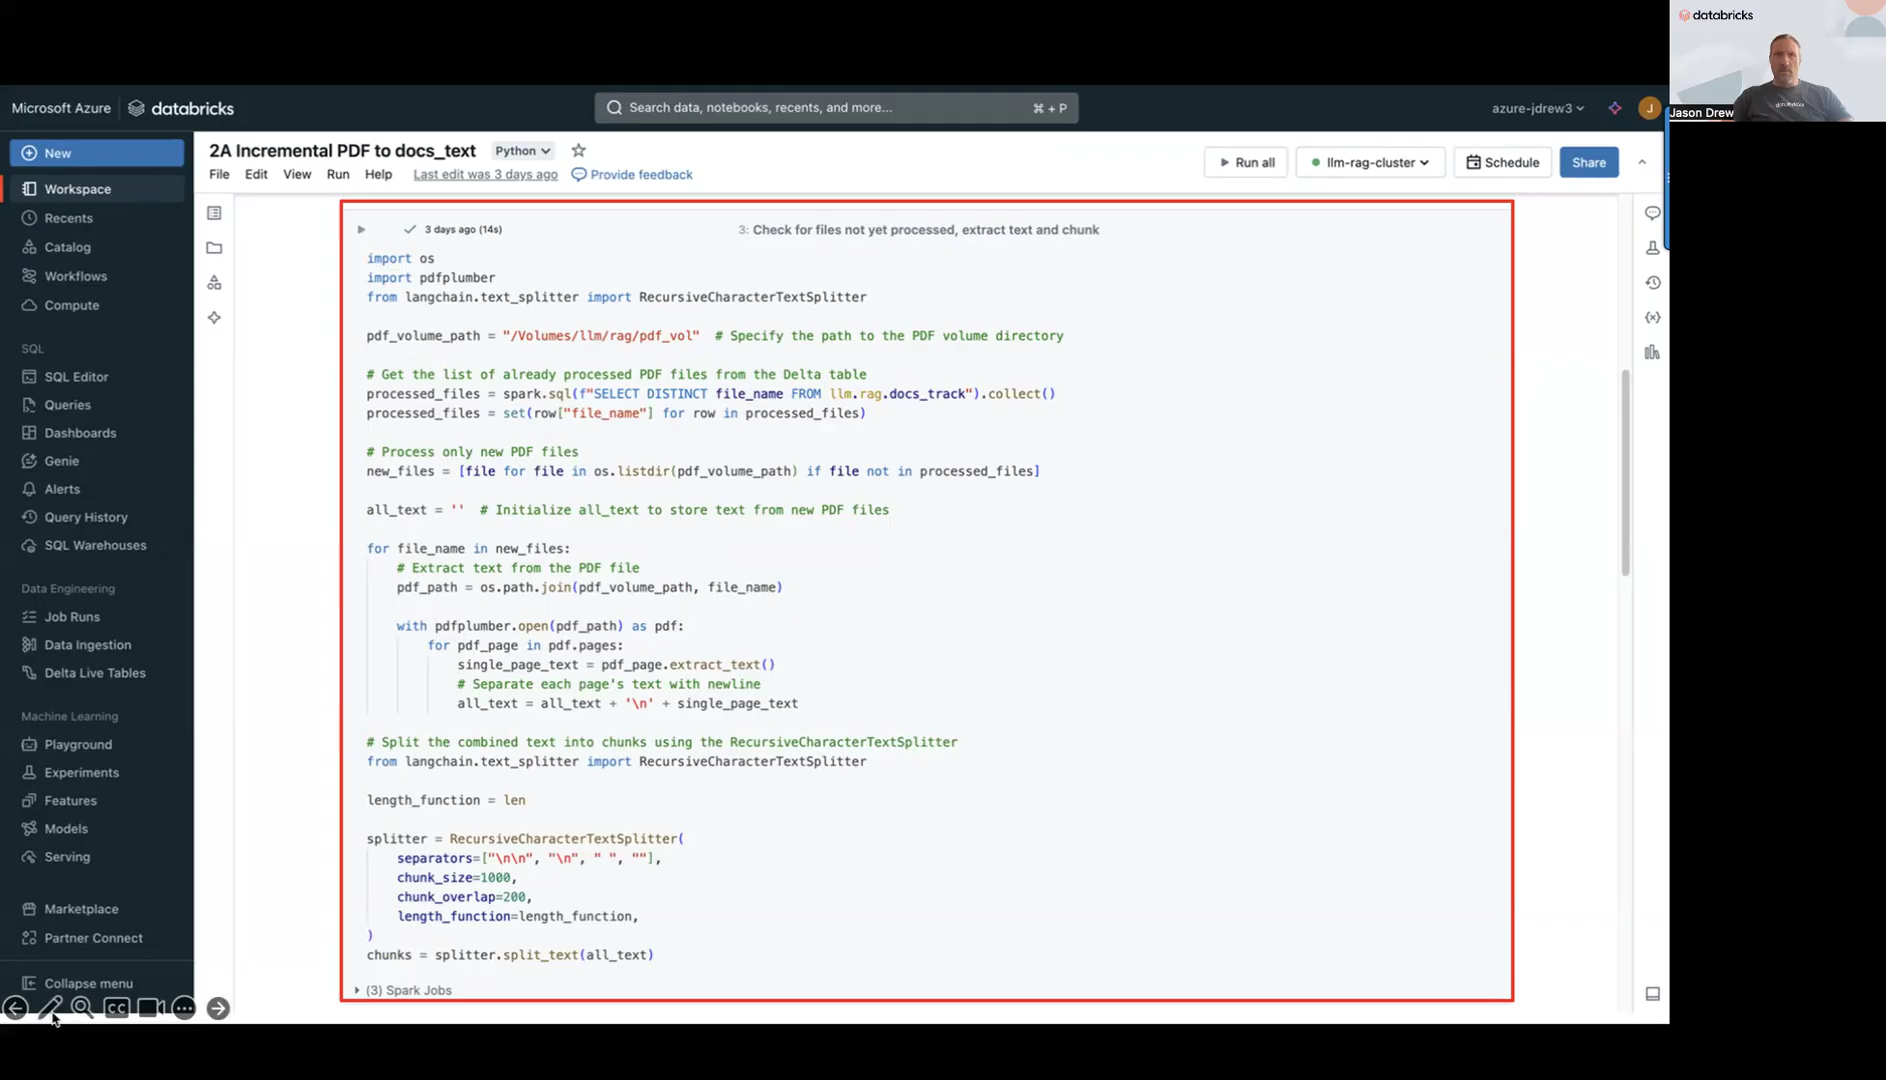 databricks
Jason Drew
Microsoft Azure databricks
Search data, notebooks, recents, and more... ⌘ + P
azure-jdrew3
J
New
Workspace
Recents
Catalog
Workflows
Compute
SQL
SQL Editor
Queries
Dashboards
Genie
Alerts
Query History
SQL Warehouses
Data Engineering
Job Runs
Data Ingestion
Delta Live Tables
Machine Learning
Playground
Experiments
Features
Models
Serving
Marketplace
Partner Connect
Collapse menu
CC
2A Incremental PDF to docs_text Python
File Edit View Run Help Last edit was 3 days ago Provide feedback
Run all llm-rag-cluster Schedule Share
3 days ago (14s) 3: Check for files not yet processed, extract text and chunk
import os
import pdfplumber
from langchain.text_splitter import RecursiveCharacterTextSplitter
pdf_volume_path = "/Volumes/llm/rag/pdf_vol" # Specify the path to the PDF volume directory
# Get the list of already processed PDF files from the Delta table
processed_files = spark.sql(f"SELECT DISTINCT file_name FROM llm.rag.docs_track").collect()
processed_files = set(row["file_name"] for row in processed_files)
# Process only new PDF files
new_files = [file for file in os.listdir(pdf_volume_path) if file not in processed_files]
all_text = '' # Initialize all_text to store text from new PDF files
for file_name in new_files:
# Extract text from the PDF file
pdf_path = os.path.join(pdf_volume_path, file_name)
with pdfplumber.open(pdf_path) as pdf:
for pdf_page in pdf.pages:
single_page_text = pdf_page.extract_text()
# Separate each page's text with newline
all_text = all_text + '\n' + single_page_text
# Split the combined text into chunks using the RecursiveCharacterTextSplitter
from langchain.text_splitter import RecursiveCharacterTextSplitter
length_function = len
splitter = RecursiveCharacterTextSplitter(
separators=["\n\n", "\n", " ", ""],
chunk_size=1000,
chunk_overlap=200,
length_function=length_function,
)
chunks = splitter.split_text(all_text)
(3) Spark Jobs